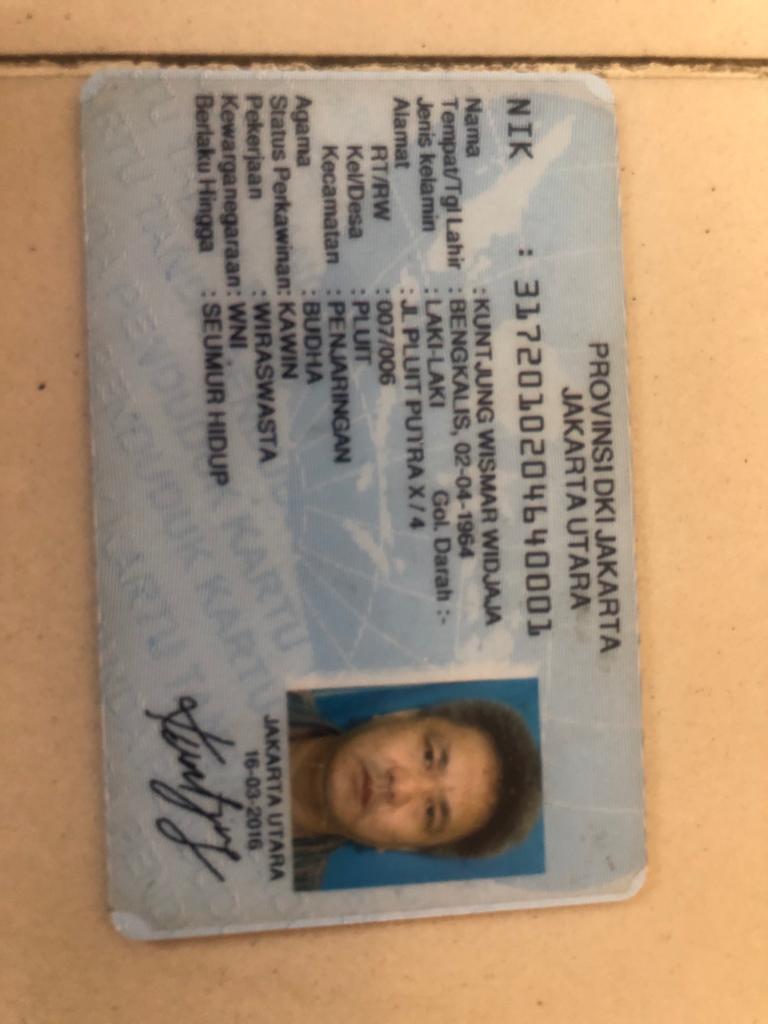 PROVINSI DKI JAKARTA
JAKARTA UTARA
NIK : 3172010204640001
Nama : KUNTJUNG WISMAR WIDJAJA
Tempat/Tgl Lahir : BENGKALIS, 02-04-1964
Jenis kelamin : LAKI-LAKI Gol. Darah : -
Alamat : JL. PLUIT PUTRA X / 4
RT/RW : 007/006
Kel/Desa : PLUIT
Kecamatan : PENJARINGAN
Agama : BUDHA
Status Perkawinan: KAWIN
Pekerjaan : WIRASWASTA
Kewarganegaraan: WNI
Berlaku Hingga : SEUMUR HIDUP
JAKARTA UTARA
16-03-2016